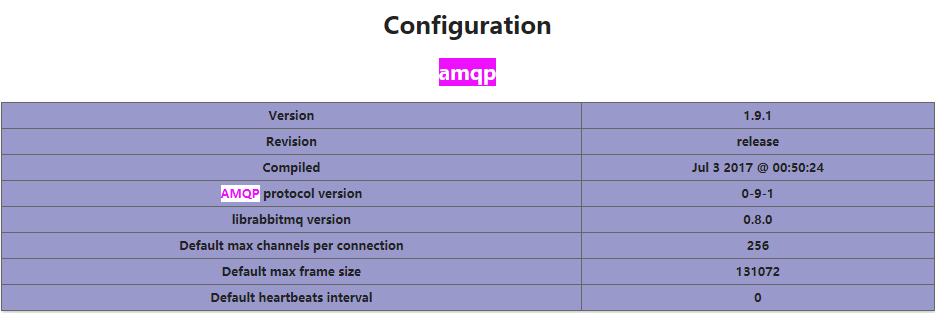 Configuration
amqp
Version 1.9.1
Revision release
Compiled Jul 3 2017 @ 00:50:24
AMQP protocol version 0-9-1
librabbitmq version 0.8.0
Default max channels per connection 256
Default max frame size 131072
Default heartbeats interval 0